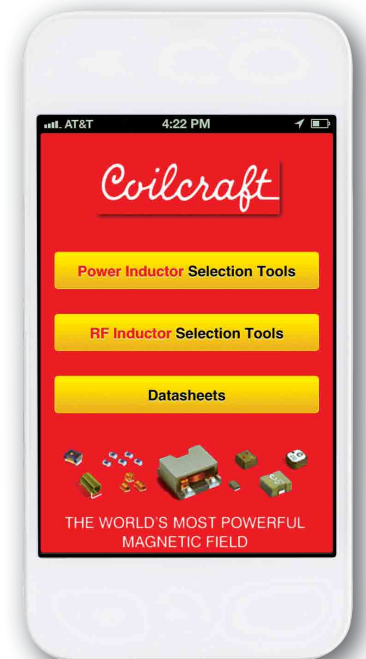 AT&T 4:22 PM
Coilcraft
Power Inductor Selection Tools
RF Inductor Selection Tools
Datasheets
THE WORLD'S MOST POWERFUL
MAGNETIC FIELD